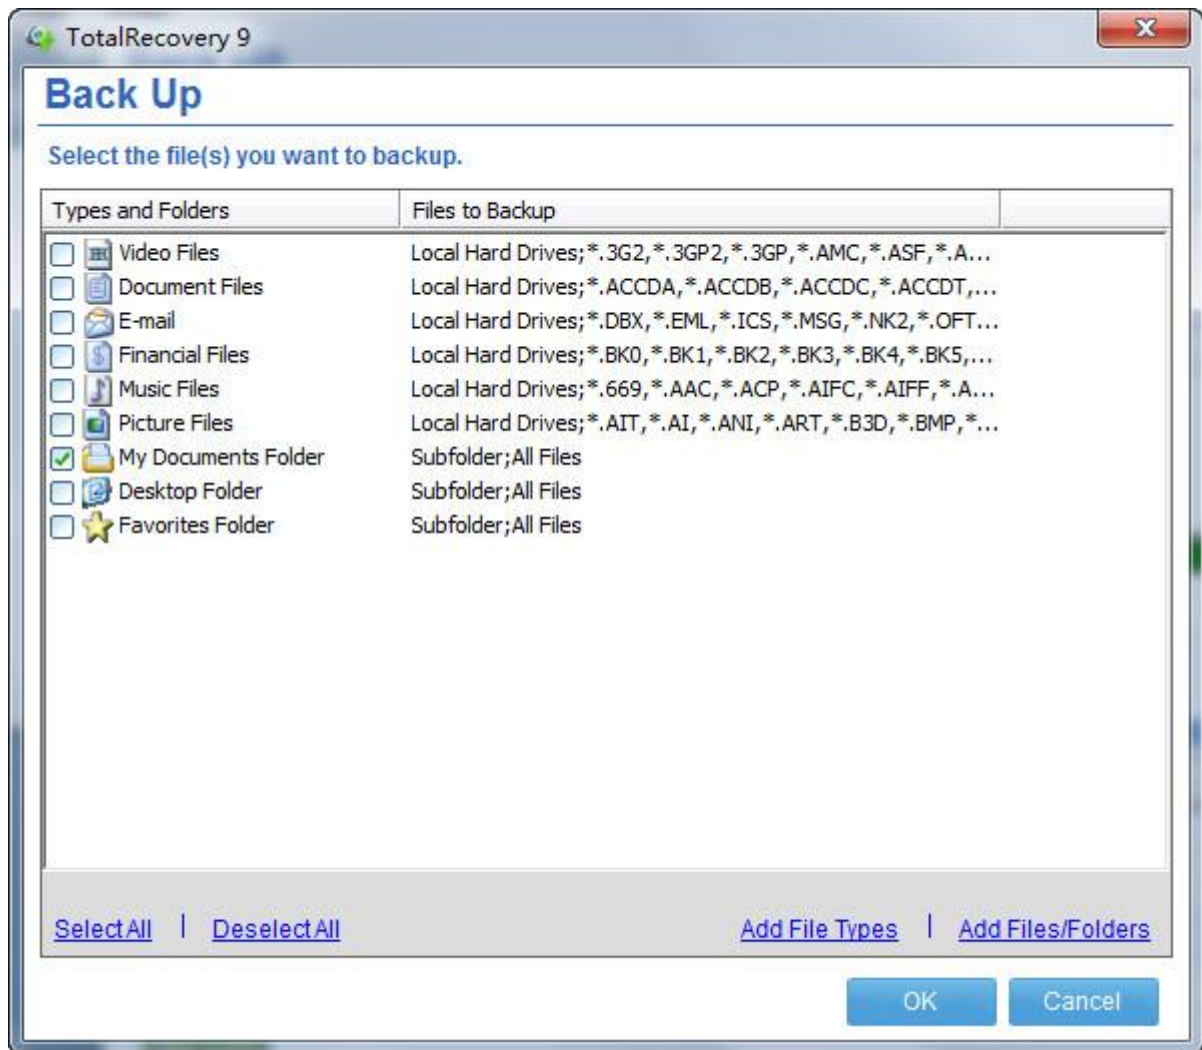 TotalRecovery 9
Back Up
Select the file(s) you want to backup.
Types and Folders Files to Backup
Video Files Local Hard Drives;*.3G2,*.3GP2,*.3GP,*.AMC,*.ASF,*.A...
Document Files Local Hard Drives;*.ACCDA,*.ACCDB,*.ACCDC,*.ACCDT,...
E-mail Local Hard Drives;*.DBX,*.EML,*.ICS,*.MSG,*.NK2,*.OFT...
Financial Files Local Hard Drives;*.BK0,*.BK1,*.BK2,*.BK3,*.BK4,*.BK5,...
Music Files Local Hard Drives;*.669,*.AAC,*.ACP,*.AIFC,*.AIFF,*.A...
Picture Files Local Hard Drives;*.AIT,*.AI,*.ANI,*.ART,*.B3D,*.BMP,*...
My Documents Folder Subfolder;All Files
Desktop Folder Subfolder;All Files
Favorites Folder Subfolder;All Files
Select All | Deselect All Add File Types | Add Files/Folders
OK Cancel